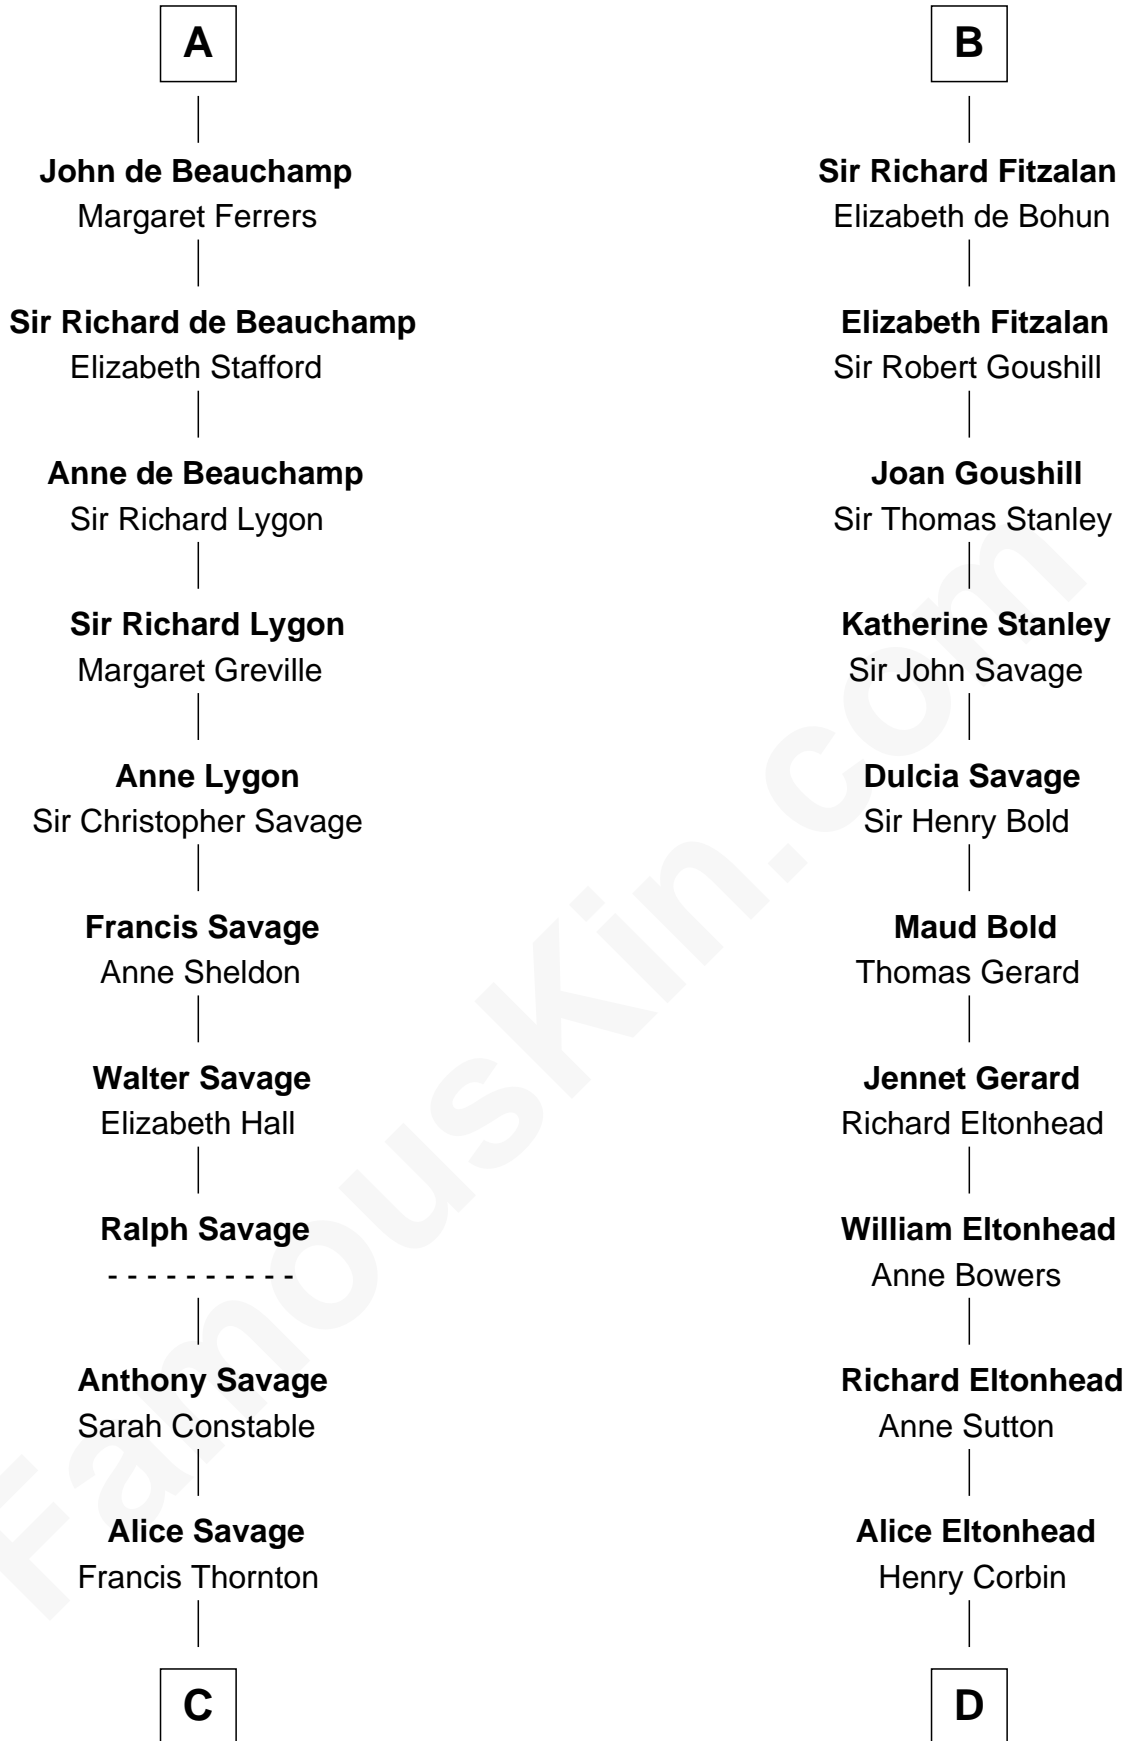 A
John de Beauchamp
Margaret Ferrers
Sir Richard de Beauchamp
Elizabeth Stafford
Anne de Beauchamp
Sir Richard Lygon
Sir Richard Lygon
Margaret Greville
Anne Lygon
Sir Christopher Savage
Francis Savage
Anne Sheldon
Walter Savage
Elizabeth Hall
Ralph Savage
- - - - - - - - - -
Anthony Savage
Sarah Constable
Alice Savage
Francis Thornton
C
B
Sir Richard Fitzalan
Elizabeth de Bohun
Elizabeth Fitzalan
Sir Robert Goushill
Joan Goushill
Sir Thomas Stanley
Katherine Stanley
Sir John Savage
Dulcia Savage
Sir Henry Bold
Maud Bold
Thomas Gerard
Jennet Gerard
Richard Eltonhead
William Eltonhead
Anne Bowers
Richard Eltonhead
Anne Sutton
Alice Eltonhead
Henry Corbin
D
FamousKin.com